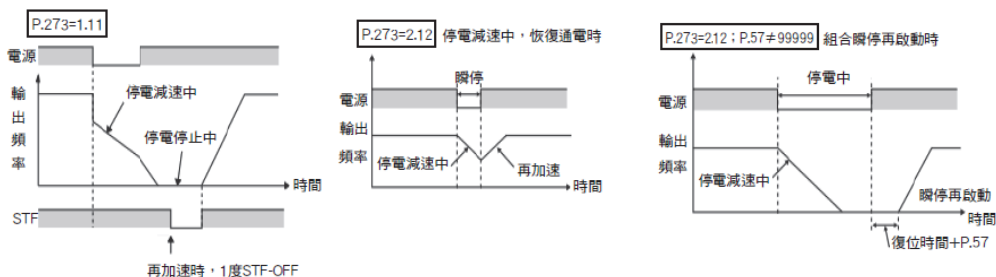 P.273=1.11
電源
輸出頻率
停電減速中
停電停止中
時間
STF
再加速時，1度STF-OFF
P.273=2.12 停電減速中，恢復通電時
瞬停
電源
輸出
頻率
停電減速中
再加速
時間
P.273=2.12；P.57≠99999 組合瞬停再啟動時
停電中
電源
輸出
頻率
停電減速中
瞬停再啟動
時間
復位時間+P.57